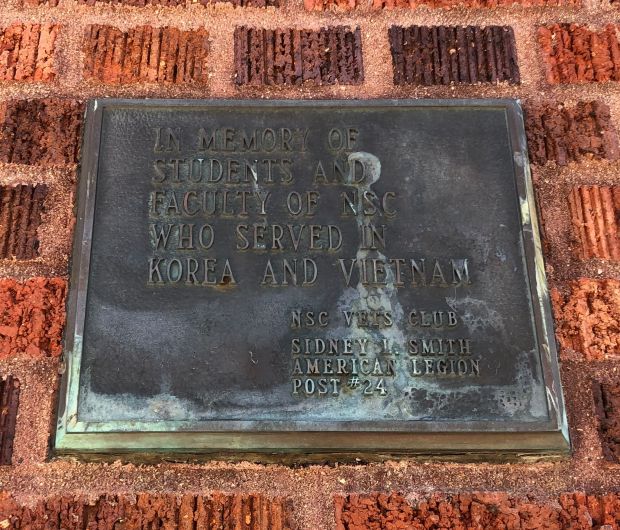 IN MEMORY OF
STUDENTS AND
FACULTY OF NSC
WHO SERVED IN
KOREA AND VIETNAM
NSC VETS CLUB
SIDNEY L. SMITH
AMERICAN LEGION
POST #24